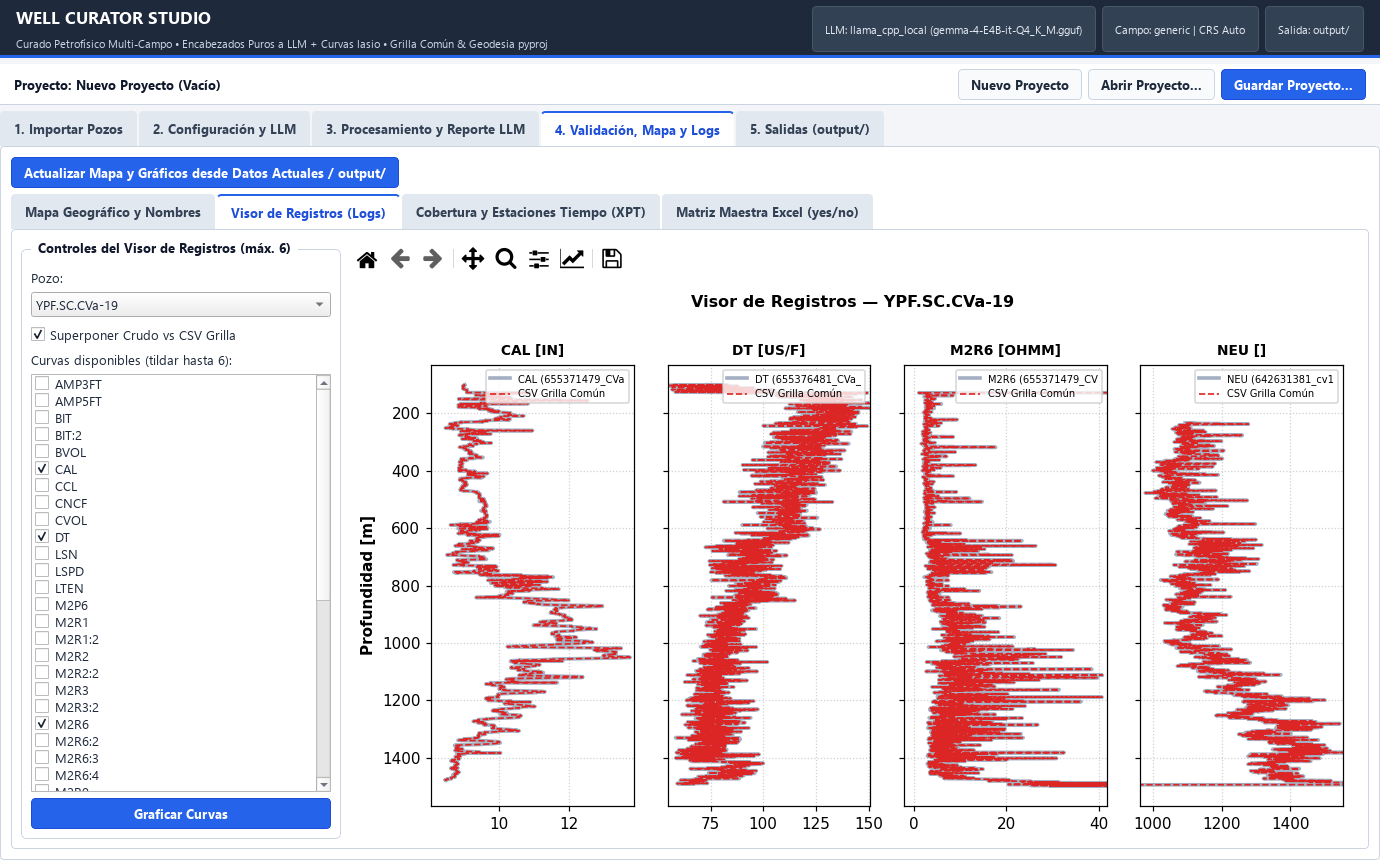 WELL CURATOR STUDIO
Curado Petrofísico Multi-Campo • Encabezados Puros a LLM + Curvas lasio • Grilla Común & Geodesia pyproj
LLM: llama_cpp_local (gemma-4-E4B-it-Q4_K_M.gguf)
Campo: generic | CRS Auto
Salida: output/
Proyecto: Nuevo Proyecto (Vacío)
Nuevo Proyecto
Abrir Proyecto...
Guardar Proyecto...
1. Importar Pozos
2. Configuración y LLM
3. Procesamiento y Reporte LLM
4. Validación, Mapa y Logs
5. Salidas (output/)
Actualizar Mapa y Gráficos desde Datos Actuales / output/
Mapa Geográfico y Nombres
Visor de Registros (Logs)
Cobertura y Estaciones Tiempo (XPT)
Matriz Maestra Excel (yes/no)
Controles del Visor de Registros (máx. 6)
Pozo:
YPF.SC.CVa-19
Superponer Crudo vs CSV Grilla
Curvas disponibles (tildar hasta 6):
AMP3FT
AMP5FT
BIT
BIT:2
BVOL
CAL
CCL
CNCF
CVOL
DT
LSN
LSPD
LTEN
M2P6
M2R1
M2R1:2
M2R2
M2R2:2
M2R3
M2R3:2
M2R6
M2R6:2
M2R6:3
M2R6:4
Graficar Curvas
Visor de Registros — YPF.SC.CVa-19
Profundidad [m]
CAL [IN]
CAL (655371479_CVa
CSV Grilla Común
200
400
600
800
1000
1200
1400
10
12
DT [US/F]
DT (655376481_CVa_
CSV Grilla Común
75
100
125
150
M2R6 [OHMM]
M2R6 (655371479_CV
CSV Grilla Común
0
20
40
NEU []
NEU (642631381_cv1
CSV Grilla Común
1000
1200
1400